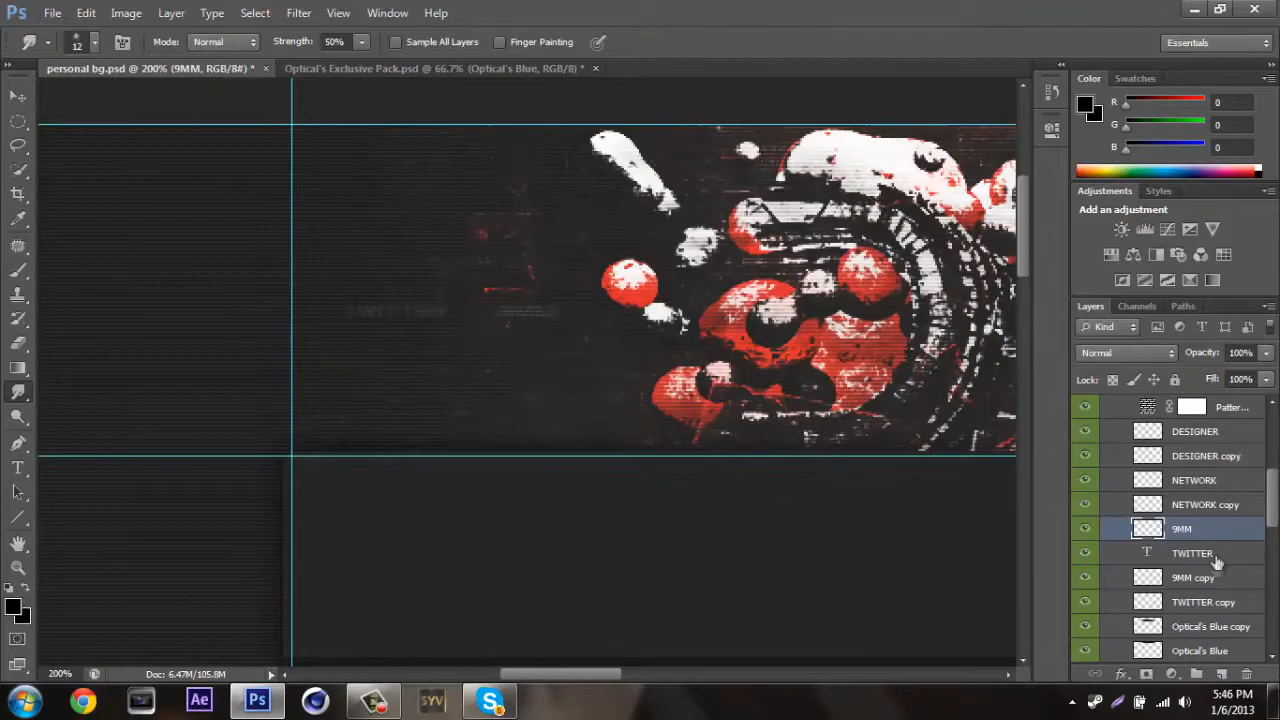 Ps File Edit Image Layer Type Select Filter View Window Help
12 Mode: Normal Strength: 50% Sample All Layers Finger Painting Essentials
personal bg.psd @ 200% (9MM, RGB/8#) * × Optical's Exclusive Pack.psd @ 66.7% (Optical's Blue, RGB/8) * ×
Color Swatches
R 0
G 0
B 0
Adjustments Styles
Add an adjustment
Layers Channels Paths
Kind
Normal Opacity: 100%
Lock: Fill: 100%
Patter...
DESIGNER
DESIGNER copy
NETWORK
NETWORK copy
9MM
T TWITTER
9MM copy
TWITTER copy
Optical's Blue copy
Optical's Blue
TWITTER
200% Doc: 6.47M/105.8M
Ae Ps SYV S
5:46 PM
1/6/2013